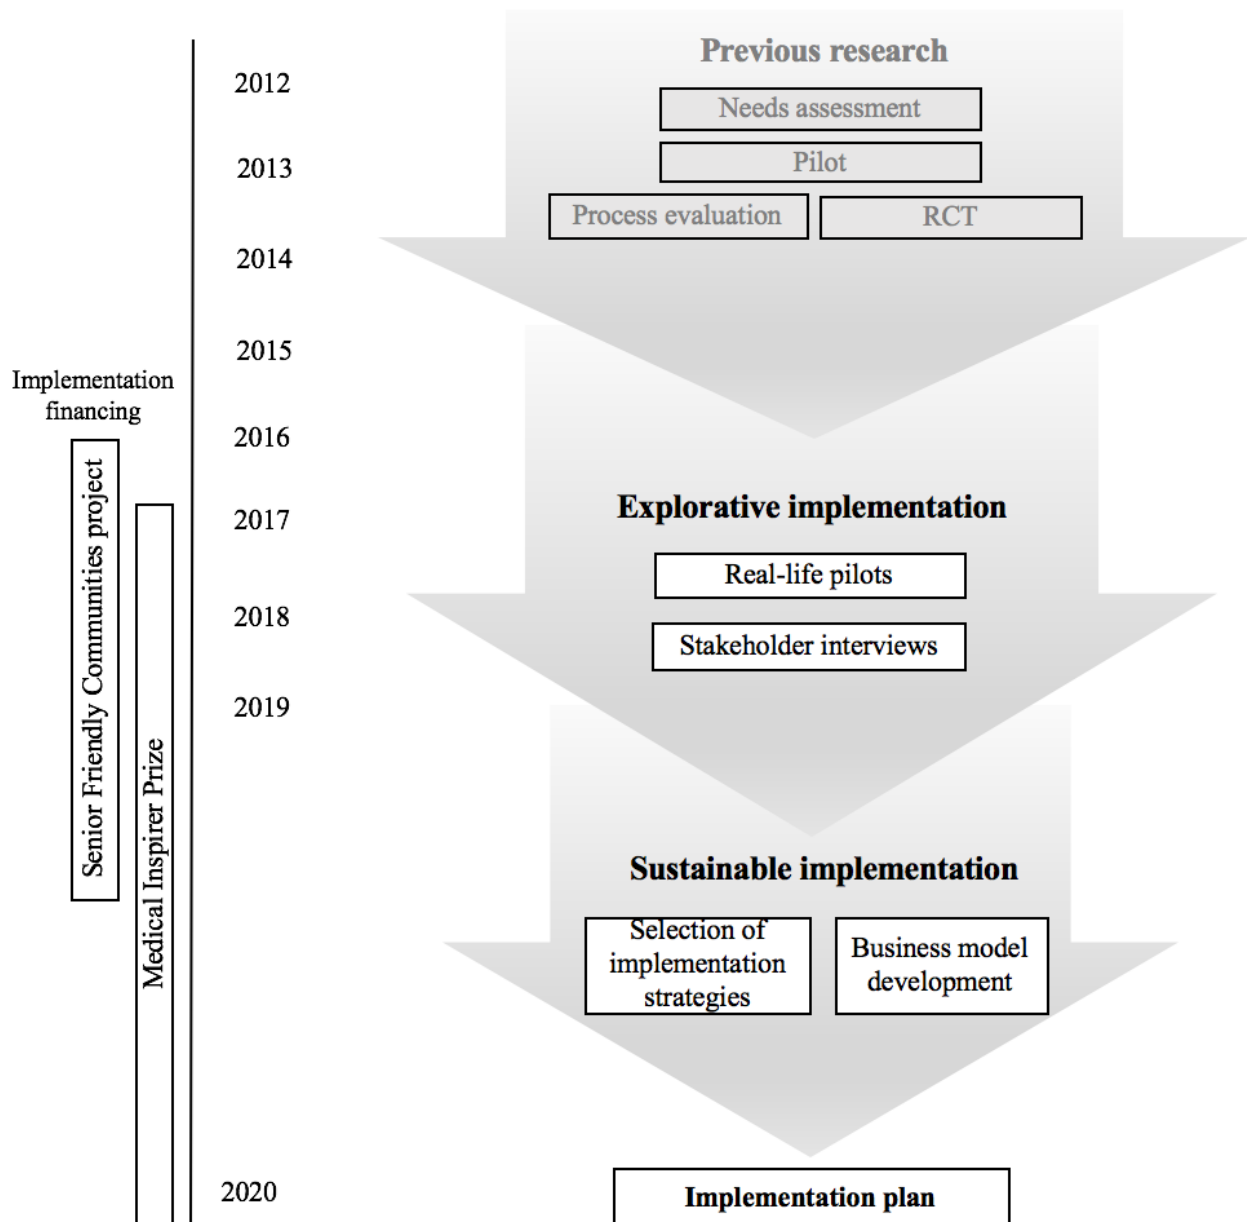 Previous research
2012
Needs assessment
2013
Pilot
Process evaluation
RCT
2014
2015
Implementation
financing
2016
Senior Friendly Communities project
Medical Inspirer Prize
2017
Explorative implementation
Real-life pilots
2018
Stakeholder interviews
2019
Sustainable implementation
Selection of
implementation
strategies
Business model
development
2020
Implementation plan